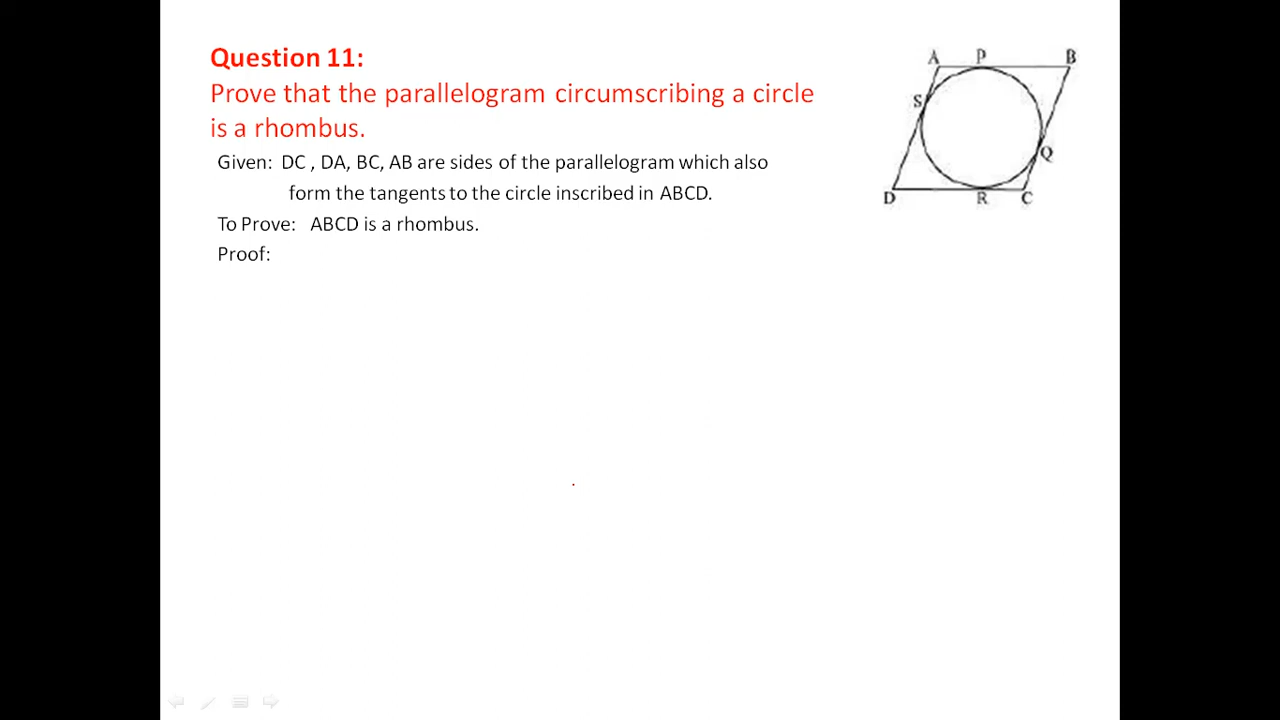 Question 11:
Prove that the parallelogram circumscribing a circle
is a rhombus.
Given: DC , DA, BC, AB are sides of the parallelogram which also
form the tangents to the circle inscribed in ABCD.
To Prove: ABCD is a rhombus.
Proof:
A P B
S
Q
D R C